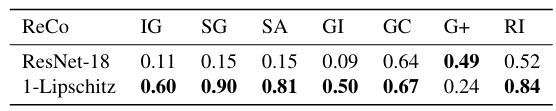 ReCo IG SG SA GI GC G+ RI
ResNet-18 0.11 0.15 0.15 0.09 0.64 0.49 0.52
1-Lipschitz 0.60 0.90 0.81 0.50 0.67 0.24 0.84